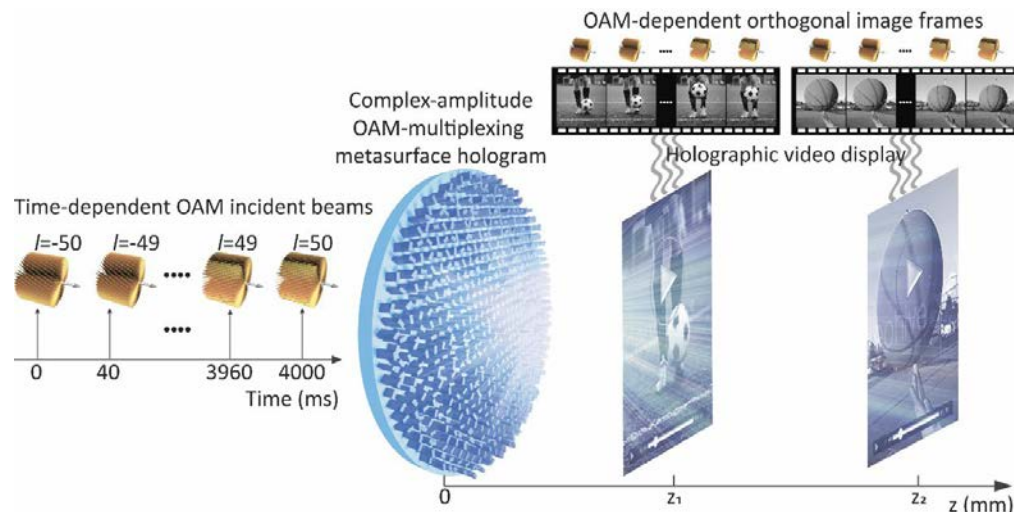 OAM-dependent orthogonal image frames
Complex-amplitude
OAM-multiplexing
metasurface hologram
Holographic video display
Time-dependent OAM incident beams
l=-50 l=-49 l=49 l=50
0 40 3960 4000
Time (ms)
0 z₁ z₂ z (mm)